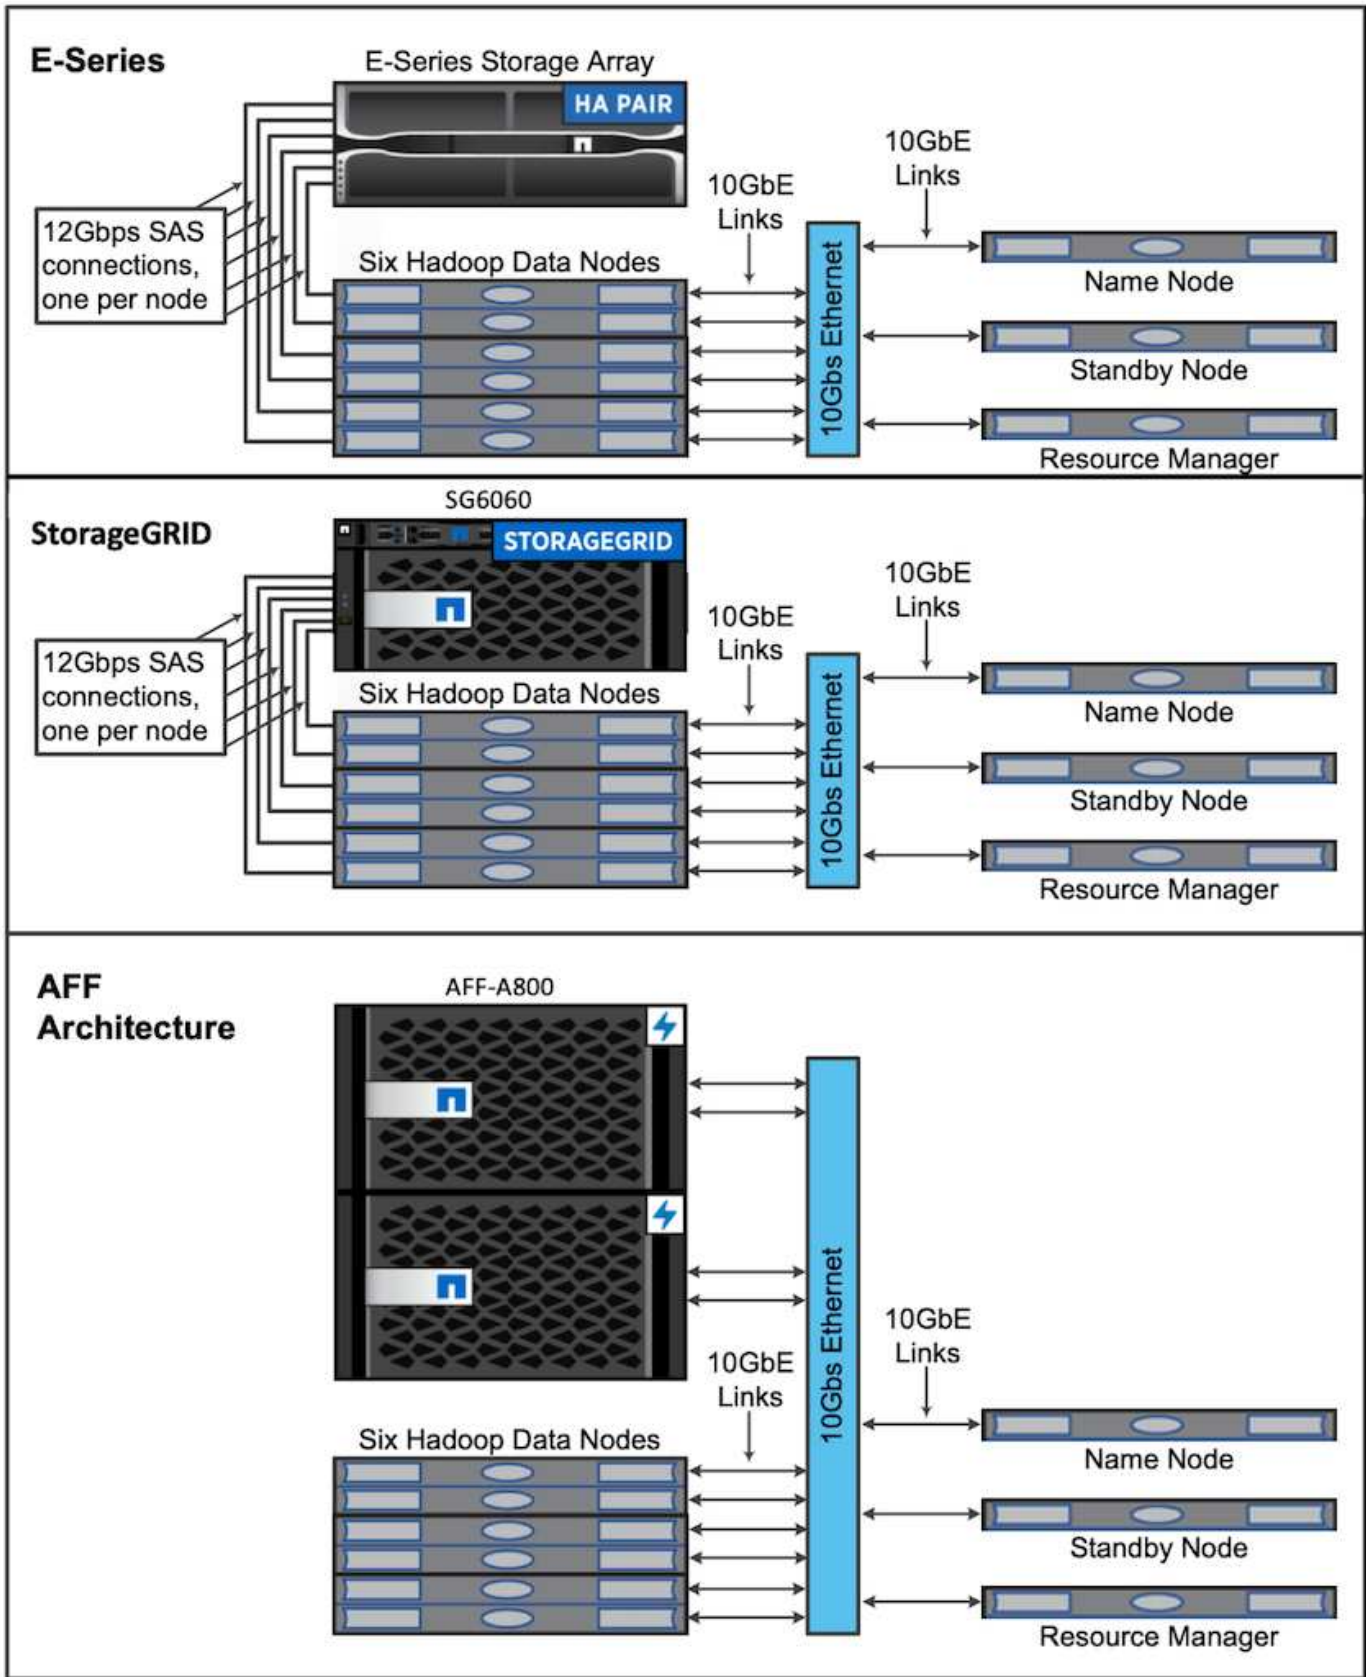 E-Series
E-Series Storage Array
HA PAIR
10GbE
Links
10GbE
Links
12Gbps SAS
connections,
one per node
Six Hadoop Data Nodes
10Gbs Ethernet
Name Node
Standby Node
Resource Manager
StorageGRID
SG6060
STORAGEGRID
10GbE
Links
10GbE
Links
12Gbps SAS
connections,
one per node
Six Hadoop Data Nodes
10Gbs Ethernet
Name Node
Standby Node
Resource Manager
AFF
Architecture
AFF-A800
10Gbs Ethernet
10GbE
Links
10GbE
Links
Six Hadoop Data Nodes
Name Node
Standby Node
Resource Manager